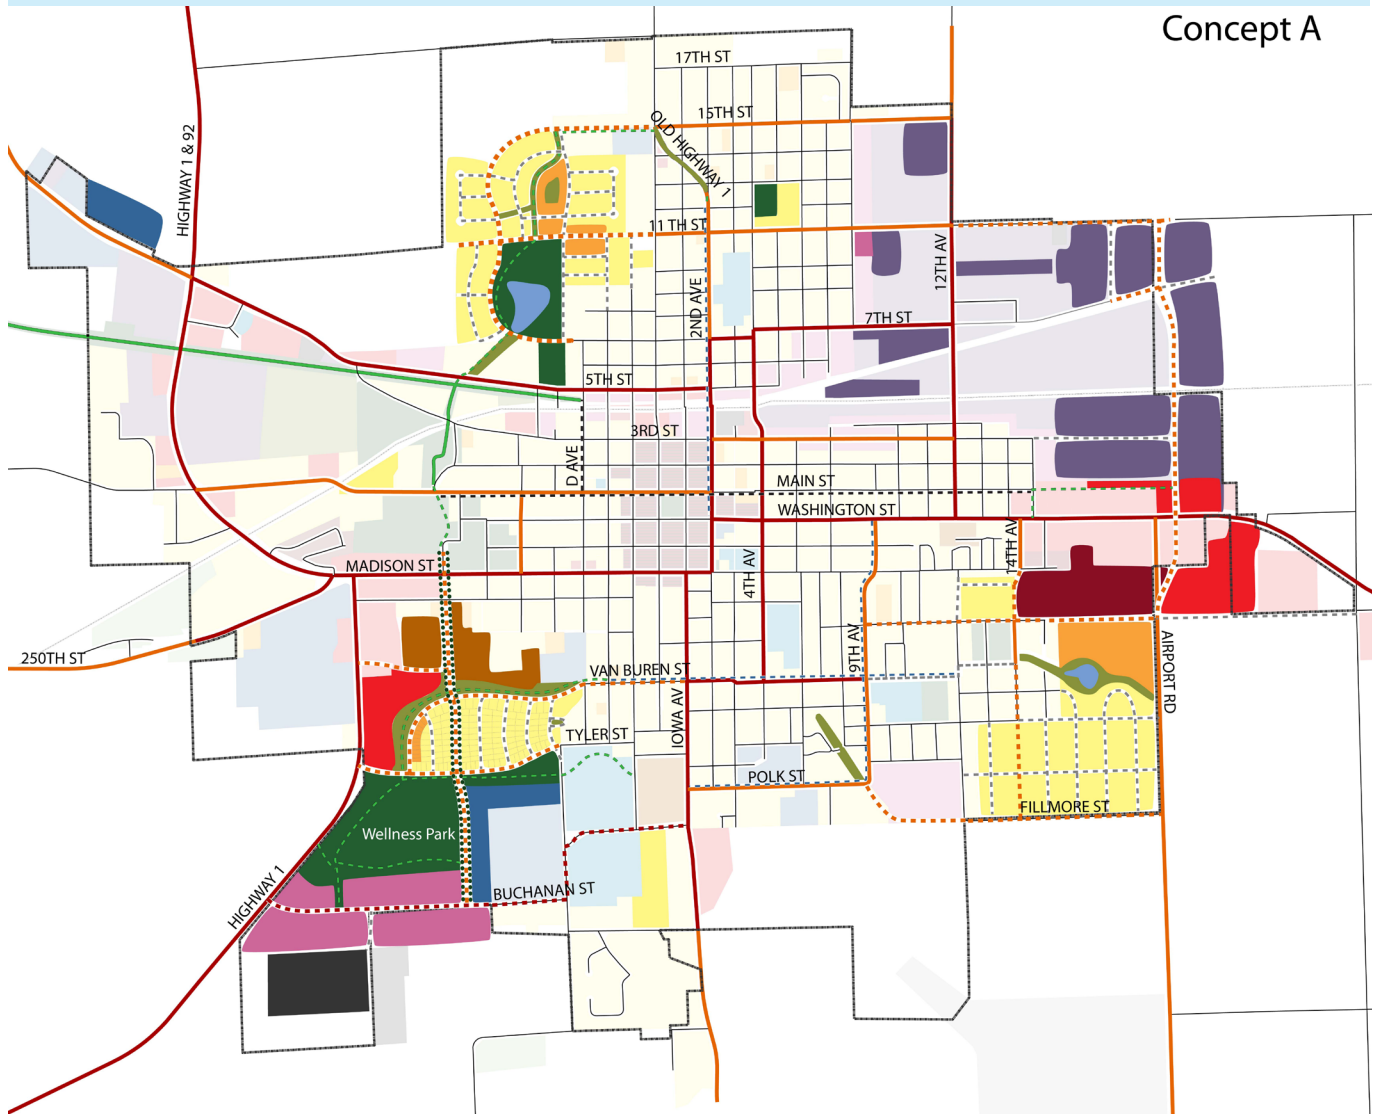 Concept A
17TH ST
15TH ST
OLD HIGHWAY 1
HIGHWAY 1 & 92
11 TH ST
12TH AV
2ND AVE
7TH ST
5TH ST
3RD ST
D AVE
MAIN ST
WASHINGTON ST
14TH AV
MADISON ST
4TH AV
9TH AV
250TH ST
VAN BUREN ST
AIRPORT RD
IOWA AV
TYLER ST
POLK ST
FILLMORE ST
Wellness Park
HIGHWAY 1
BUCHANAN ST